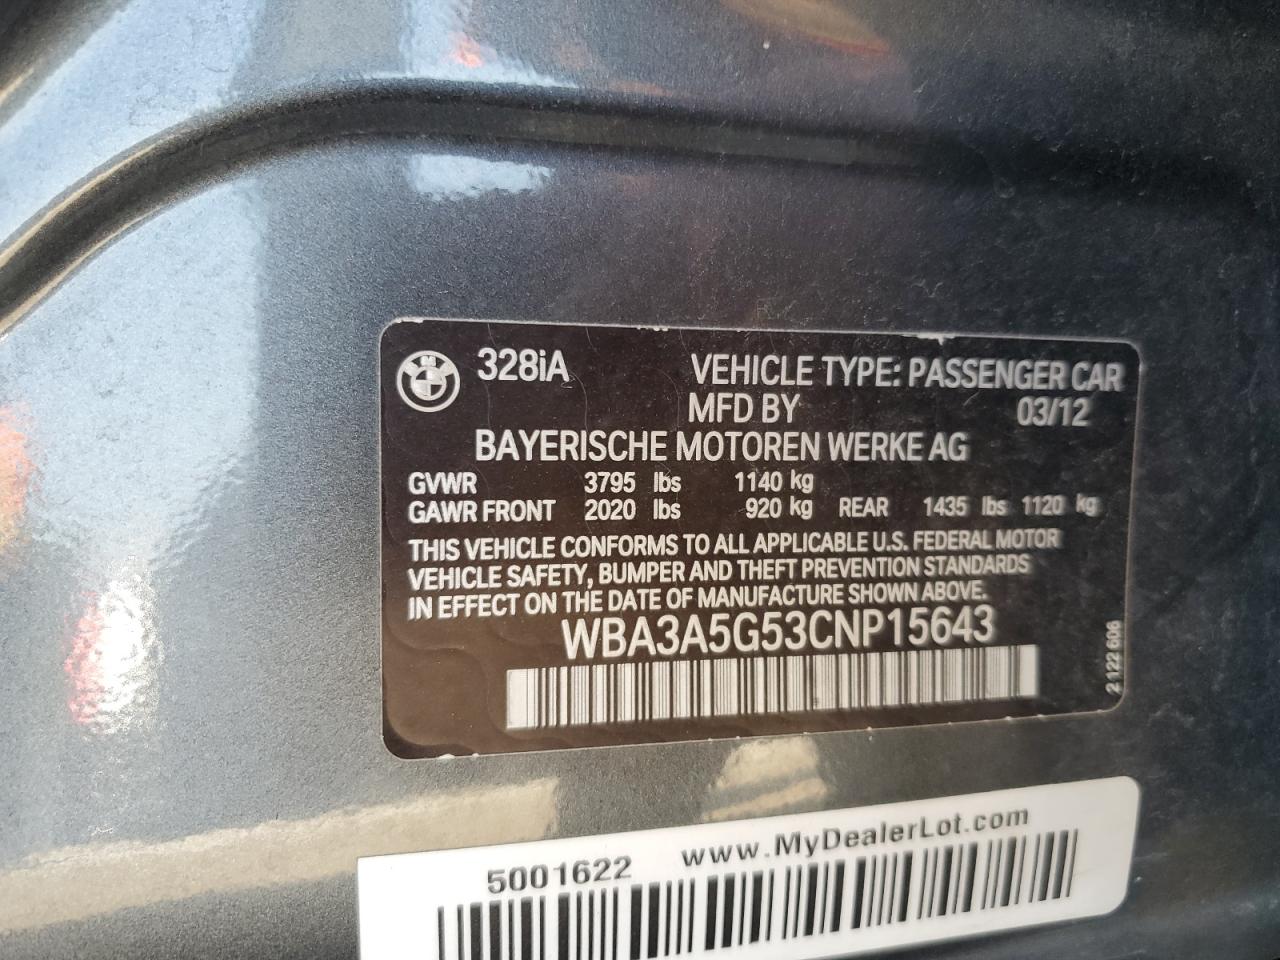 328iA VEHICLE TYPE: PASSENGER CAR
MFD BY 03/12
BAYERISCHE MOTOREN WERKE AG
GVWR 3795 lbs 1140 kg
GAWR FRONT 2020 lbs 920 kg REAR 1435 lbs 1120 kg
THIS VEHICLE CONFORMS TO ALL APPLICABLE U.S. FEDERAL MOTOR
VEHICLE SAFETY, BUMPER AND THEFT PREVENTION STANDARDS
IN EFFECT ON THE DATE OF MANUFACTURE SHOWN ABOVE.
WBA3A5G53CNP15643
2 122 606
5001622 www.MyDealerLot.com